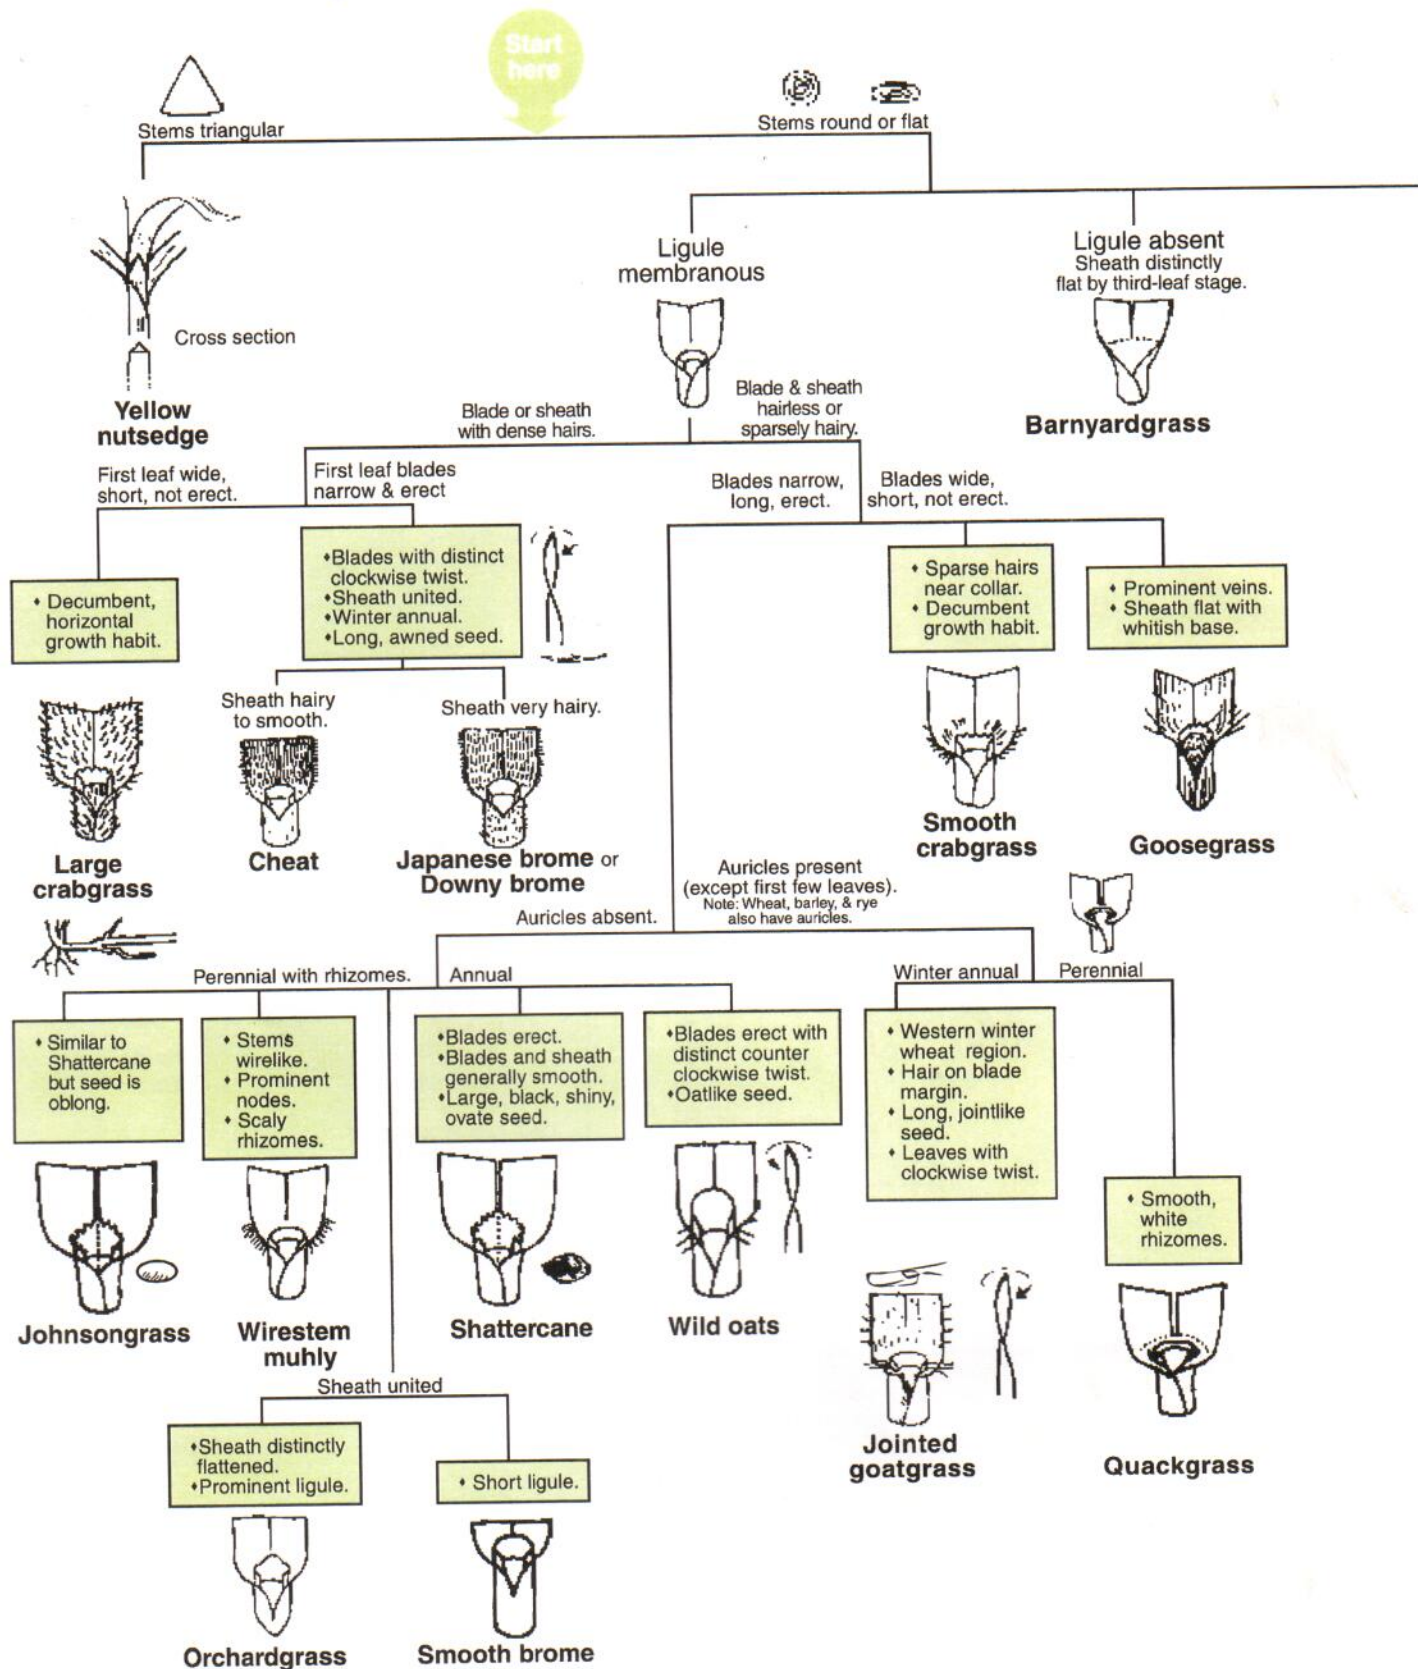 Start
here
Stems triangular
Stems round or flat
Cross section
Yellow
nutsedge
Ligule
membranous
Ligule absent
Sheath distinctly
flat by third-leaf stage.
Barnyardgrass
Blade or sheath
with dense hairs.
Blade & sheath
hairless or
sparsely hairy.
First leaf wide,
short, not erect.
First leaf blades
narrow & erect
Blades narrow,
long, erect.
Blades wide,
short, not erect.
♦ Decumbent,
horizontal
growth habit.
♦Blades with distinct
clockwise twist.
♦Sheath united.
♦Winter annual.
♦Long, awned seed.
♦ Sparse hairs
near collar.
♦ Decumbent
growth habit.
♦ Prominent veins.
♦ Sheath flat with
whitish base.
Sheath hairy
to smooth.
Sheath very hairy.
Large
crabgrass
Cheat
Japanese brome or
Downy brome
Smooth
crabgrass
Goosegrass
Auricles absent.
Auricles present
(except first few leaves).
Note: Wheat, barley, & rye
also have auricles.
Perennial with rhizomes.
Annual
Winter annual
Perennial
♦ Similar to
Shattercane
but seed is
oblong.
♦ Stems
wirelike.
♦ Prominent
nodes.
♦ Scaly
rhizomes.
♦Blades erect.
♦Blades and sheath
generally smooth.
♦Large, black, shiny,
ovate seed.
♦Blades erect with
distinct counter
clockwise twist.
♦Oatlike seed.
♦ Western winter
wheat region.
♦ Hair on blade
margin.
♦ Long, jointlike
seed.
♦ Leaves with
clockwise twist.
♦ Smooth,
white
rhizomes.
Johnsongrass
Wirestem
muhly
Shattercane
Wild oats
Jointed
goatgrass
Quackgrass
Sheath united
♦Sheath distinctly
flattened.
♦Prominent ligule.
♦ Short ligule.
Orchardgrass
Smooth brome